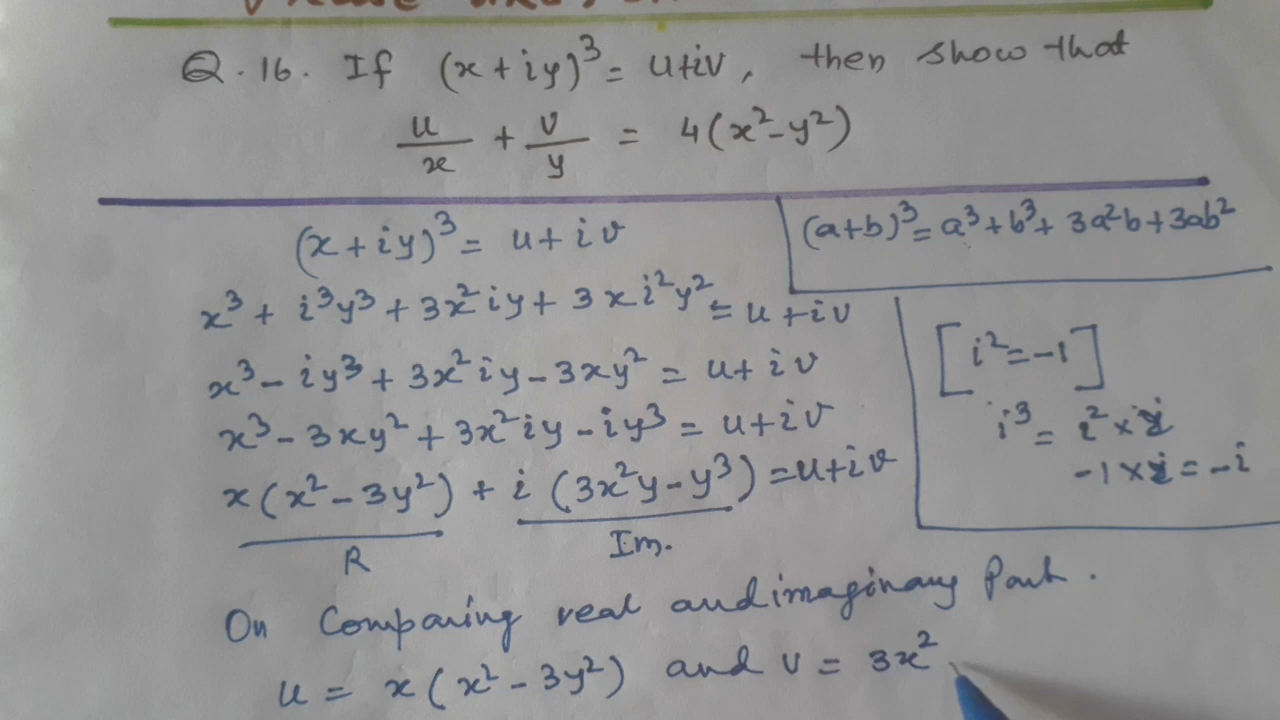 Q.16. If (x+iy)³ = u+iv, then show that
u/x + v/y = 4(x²-y²)
(x+iy)³ = u+iv
(a+b)³ = a³+b³+3a²b+3ab²
x³ + i³y³ + 3x²iy + 3xi²y² = u+iv
x³ - iy³ + 3x²iy - 3xy² = u+iv
x³ - 3xy² + 3x²iy - iy³ = u+iv
x(x²-3y²) + i(3x²y-y³) = u+iv
R Im.
[i²=-1]
i³ = i²×i
-1×i = -i
On Comparing real and imaginary Part.
u = x(x²-3y²) and v = 3x²